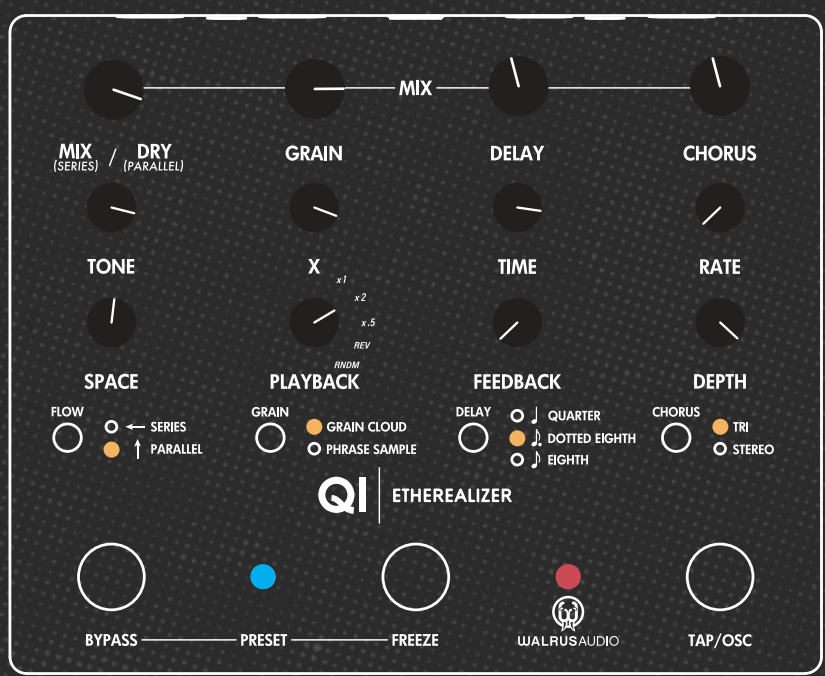 MIX
MIX / DRY
(SERIES) (PARALLEL)
GRAIN
DELAY
CHORUS
TONE
X
TIME
RATE
x1
x2
x.5
REV
RNDM
SPACE
PLAYBACK
FEEDBACK
DEPTH
FLOW
SERIES
PARALLEL
GRAIN
GRAIN CLOUD
PHRASE SAMPLE
DELAY
QUARTER
DOTTED EIGHTH
EIGHTH
CHORUS
TRI
STEREO
QI ETHEREALIZER
BYPASS
PRESET
FREEZE
WALRUSAUDIO
TAP/OSC